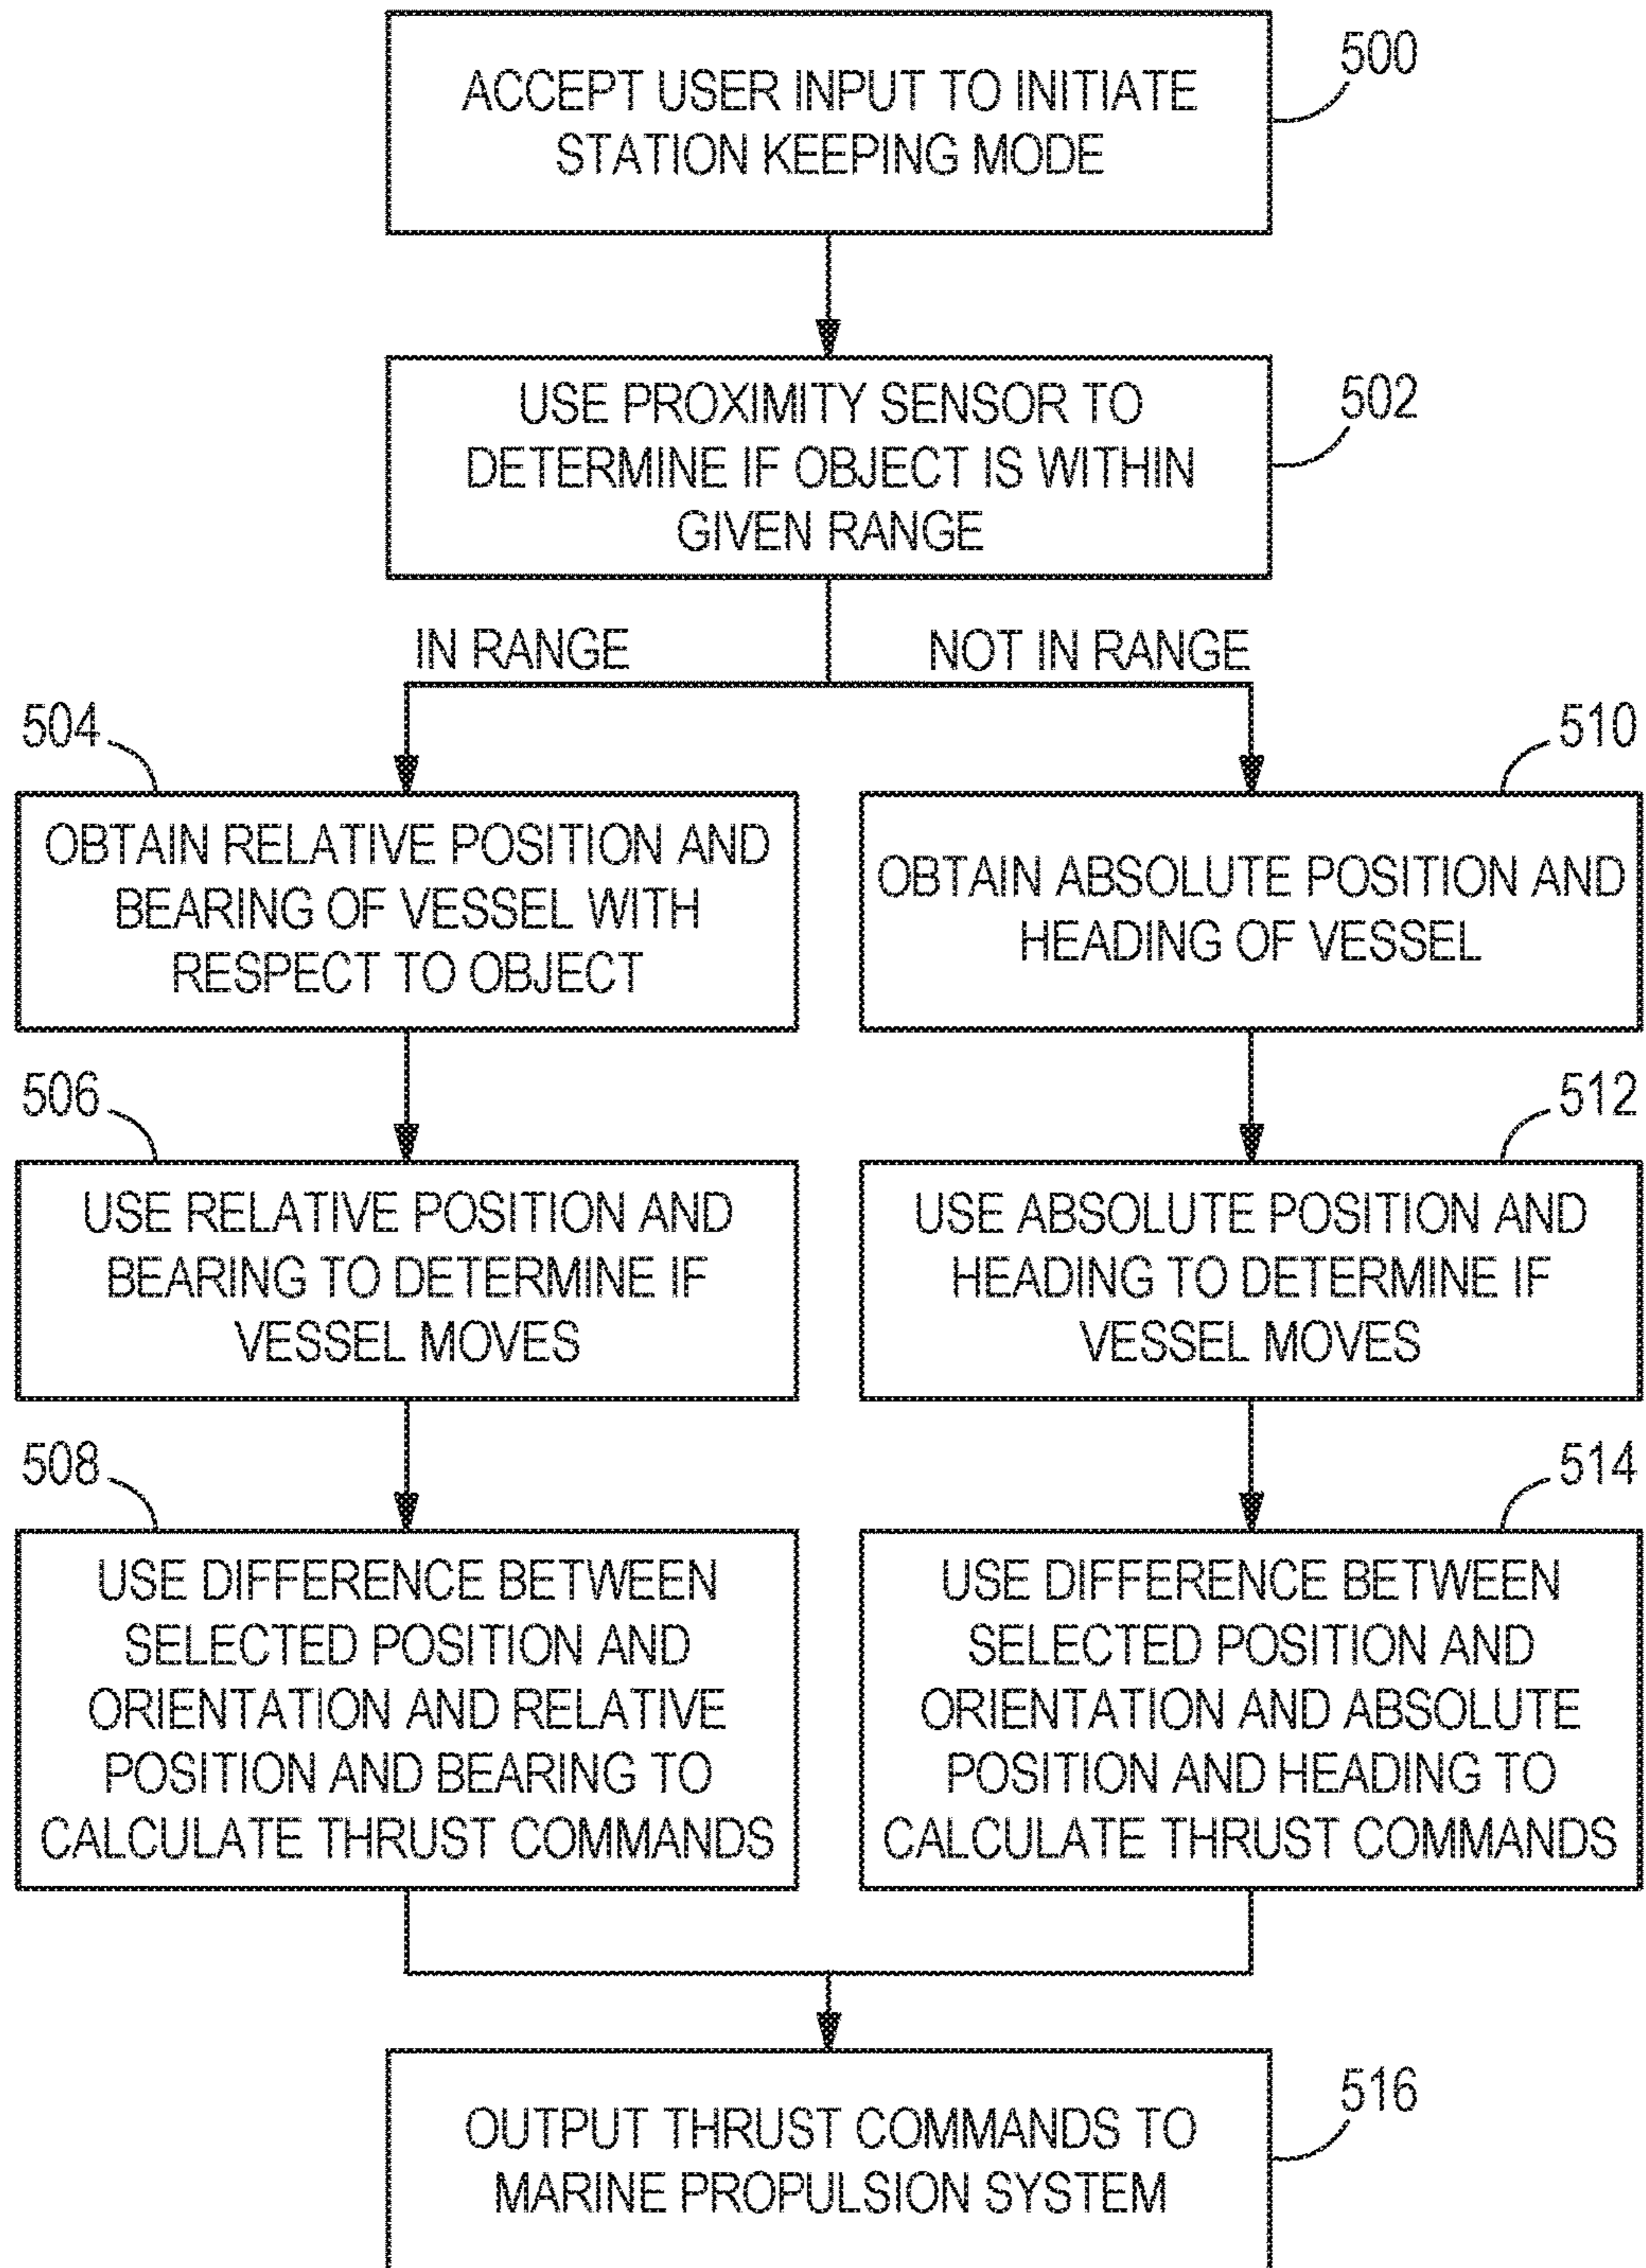 ACCEPT USER INPUT TO INITIATE
STATION KEEPING MODE
500
USE PROXIMITY SENSOR TO
DETERMINE IF OBJECT IS WITHIN
GIVEN RANGE
502
IN RANGE
NOT IN RANGE
504
OBTAIN RELATIVE POSITION AND
BEARING OF VESSEL WITH
RESPECT TO OBJECT
510
OBTAIN ABSOLUTE POSITION AND
HEADING OF VESSEL
506
USE RELATIVE POSITION AND
BEARING TO DETERMINE IF
VESSEL MOVES
512
USE ABSOLUTE POSITION AND
HEADING TO DETERMINE IF
VESSEL MOVES
508
USE DIFFERENCE BETWEEN
SELECTED POSITION AND
ORIENTATION AND RELATIVE
POSITION AND BEARING TO
CALCULATE THRUST COMMANDS
514
USE DIFFERENCE BETWEEN
SELECTED POSITION AND
ORIENTATION AND ABSOLUTE
POSITION AND HEADING TO
CALCULATE THRUST COMMANDS
OUTPUT THRUST COMMANDS TO
MARINE PROPULSION SYSTEM
516